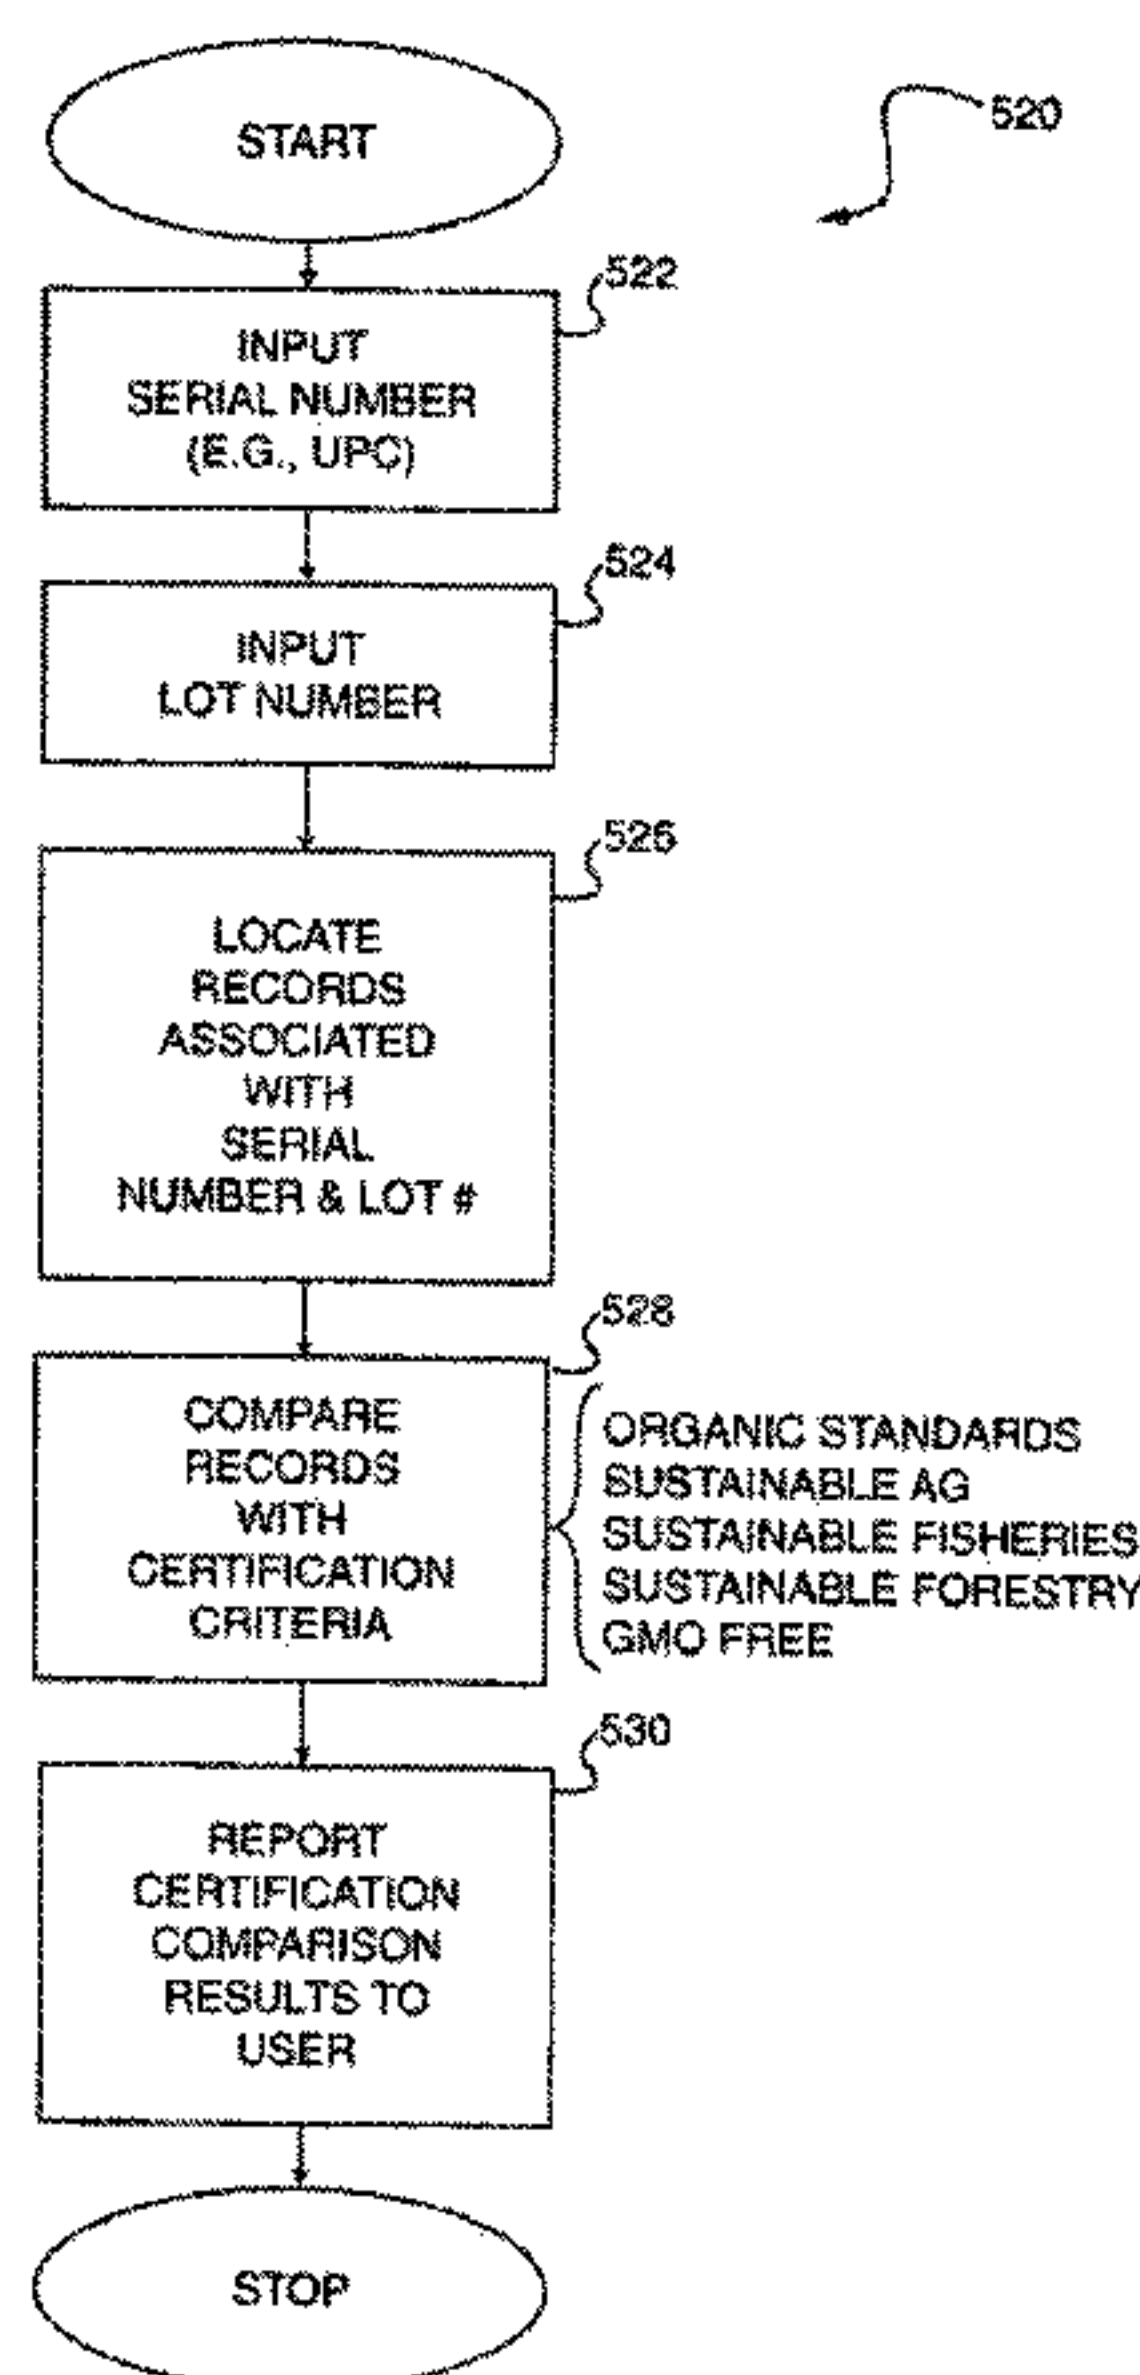 START
520
522
INPUT
SERIAL NUMBER
(E.G., UPC)
524
INPUT
LOT NUMBER
526
LOCATE
RECORDS
ASSOCIATED
WITH
SERIAL
NUMBER & LOT #
528
COMPARE
RECORDS
WITH
CERTIFICATION
CRITERIA
ORGANIC STANDARDS
SUSTAINABLE AG
SUSTAINABLE FISHERIES
SUSTAINABLE FORESTRY
GMO FREE
530
REPORT
CERTIFICATION
COMPARISON
RESULTS TO
USER
STOP